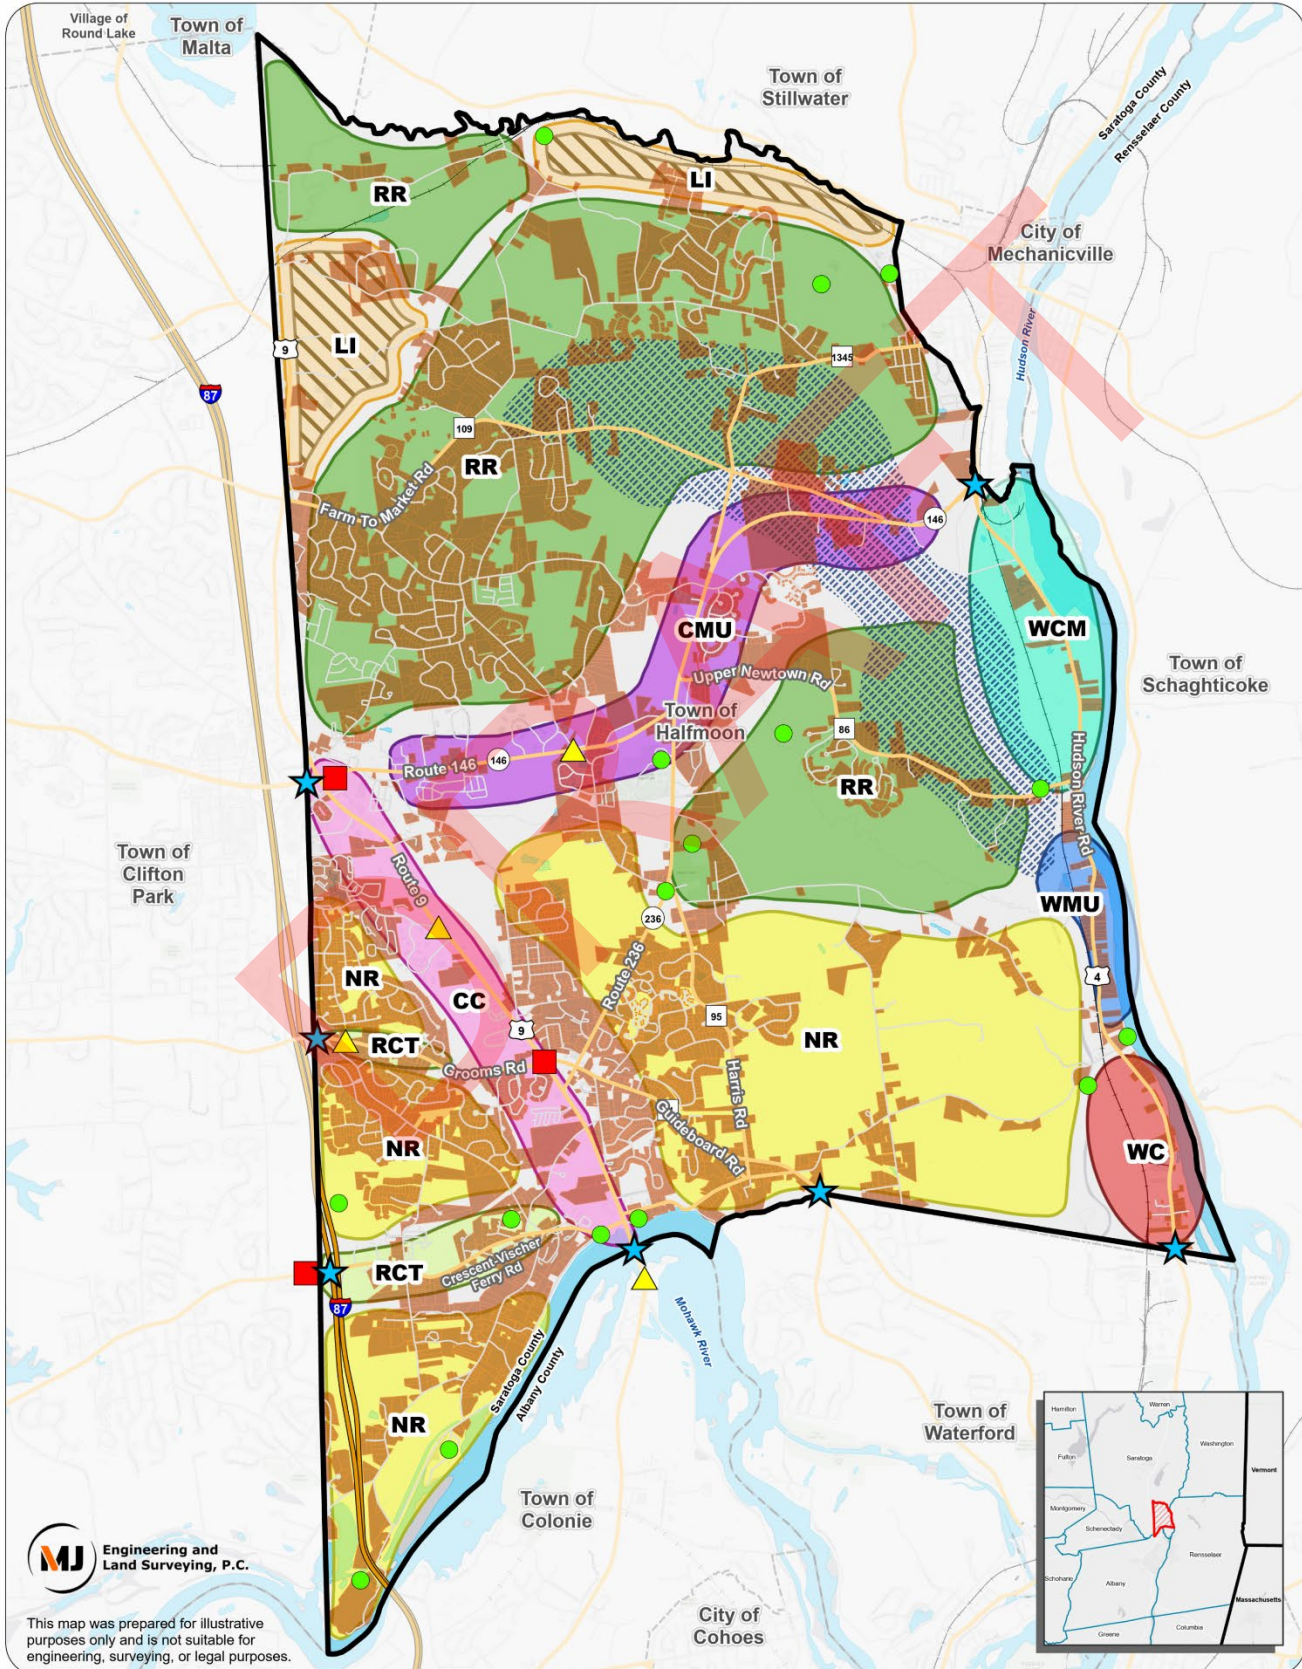 Village of
Round Lake
Town of
Malta
Town of
Stillwater
Saratoga County
Rensselaer County
City of
Mechanicville
Hudson River
RR
LI
LI
9
87
1345
109
RR
Farm To Market Rd
146
CMU
WCM
Upper Newtown Rd
Town of
Halfmoon
Town of
Schaghticoke
86
Route 146
146
RR
Hudson River Rd
Town of
Clifton
Park
Route 9
WMU
236
Route 236
4
NR
CC
9
95
NR
RCT
Grooms Rd
Harris Rd
Guideboard Rd
NR
WC
RCT
Crescent-Vischer
Ferry Rd
87
Mohawk River
Saratoga County
Albany County
NR
Town of
Waterford
Town of
Colonie
City of
Cohoes
MJ Engineering and
Land Surveying, P.C.
This map was prepared for illustrative
purposes only and is not suitable for
engineering, surveying, or legal purposes.
Hamilton
Warren
Washington
Fulton
Saratoga
Vermont
Montgomery
Schenectady
Rensselaer
Schoharie
Albany
Massachusetts
Greene
Columbia
DRAFT